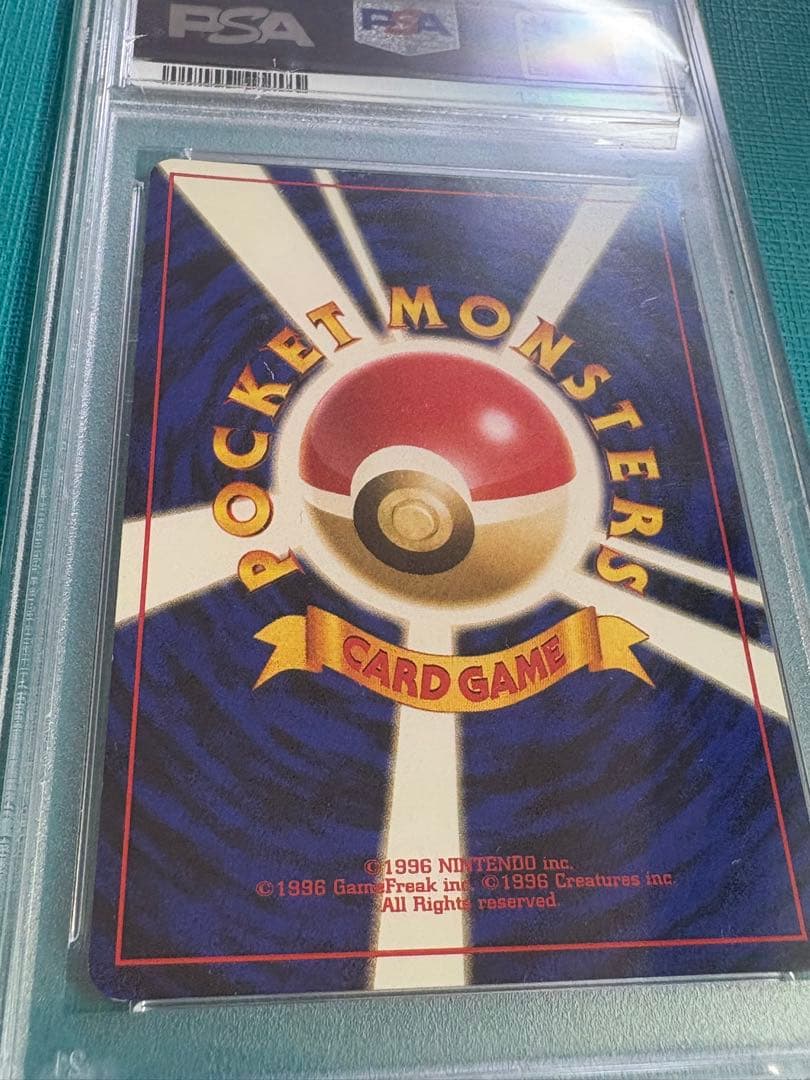 PSA
PSA
POCKET MONSTERS
CARD GAME
©1996 NINTENDO inc.
©1996 GameFreak inc. ©1996 Creatures inc.
All Rights reserved.